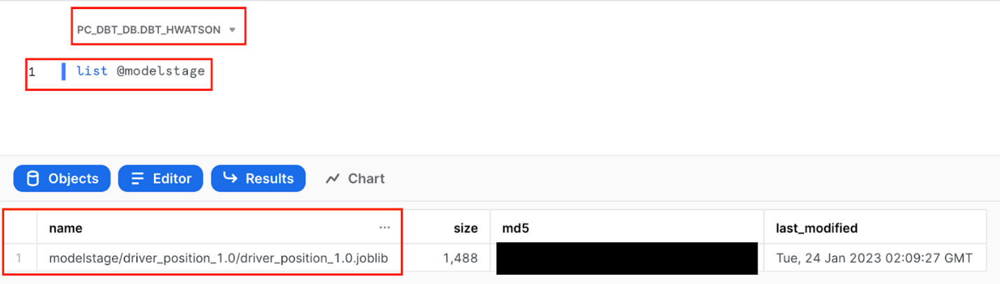 PC_DBT_DB.DBT_HWATSON
1 list @modelstage
Objects Editor Results Chart
name ... size md5 last_modified
1 modelstage/driver_position_1.0/driver_position_1.0.joblib 1,488 Tue, 24 Jan 2023 02:09:27 GMT